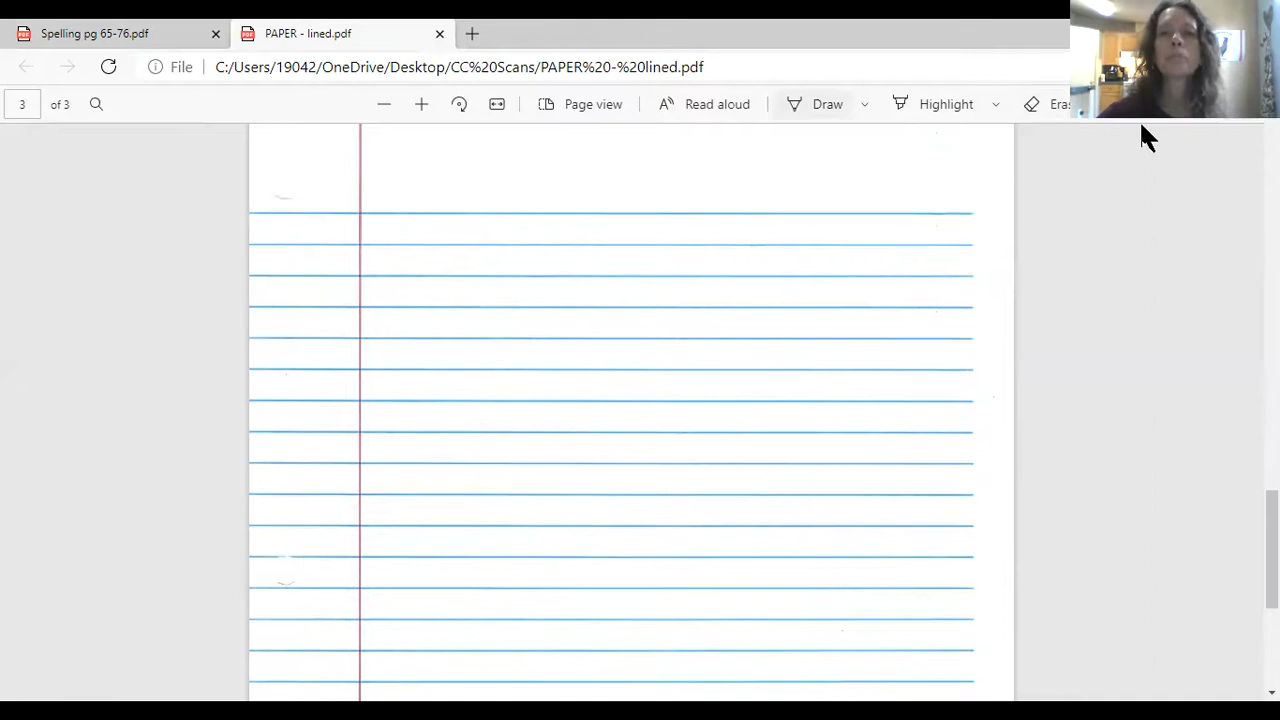 Spelling pg 65-76.pdf
PAPER - lined.pdf
File
C:/Users/19042/OneDrive/Desktop/CC%20Scans/PAPER%20-%20lined.pdf
3
of 3
Page view
Read aloud
Draw
Highlight